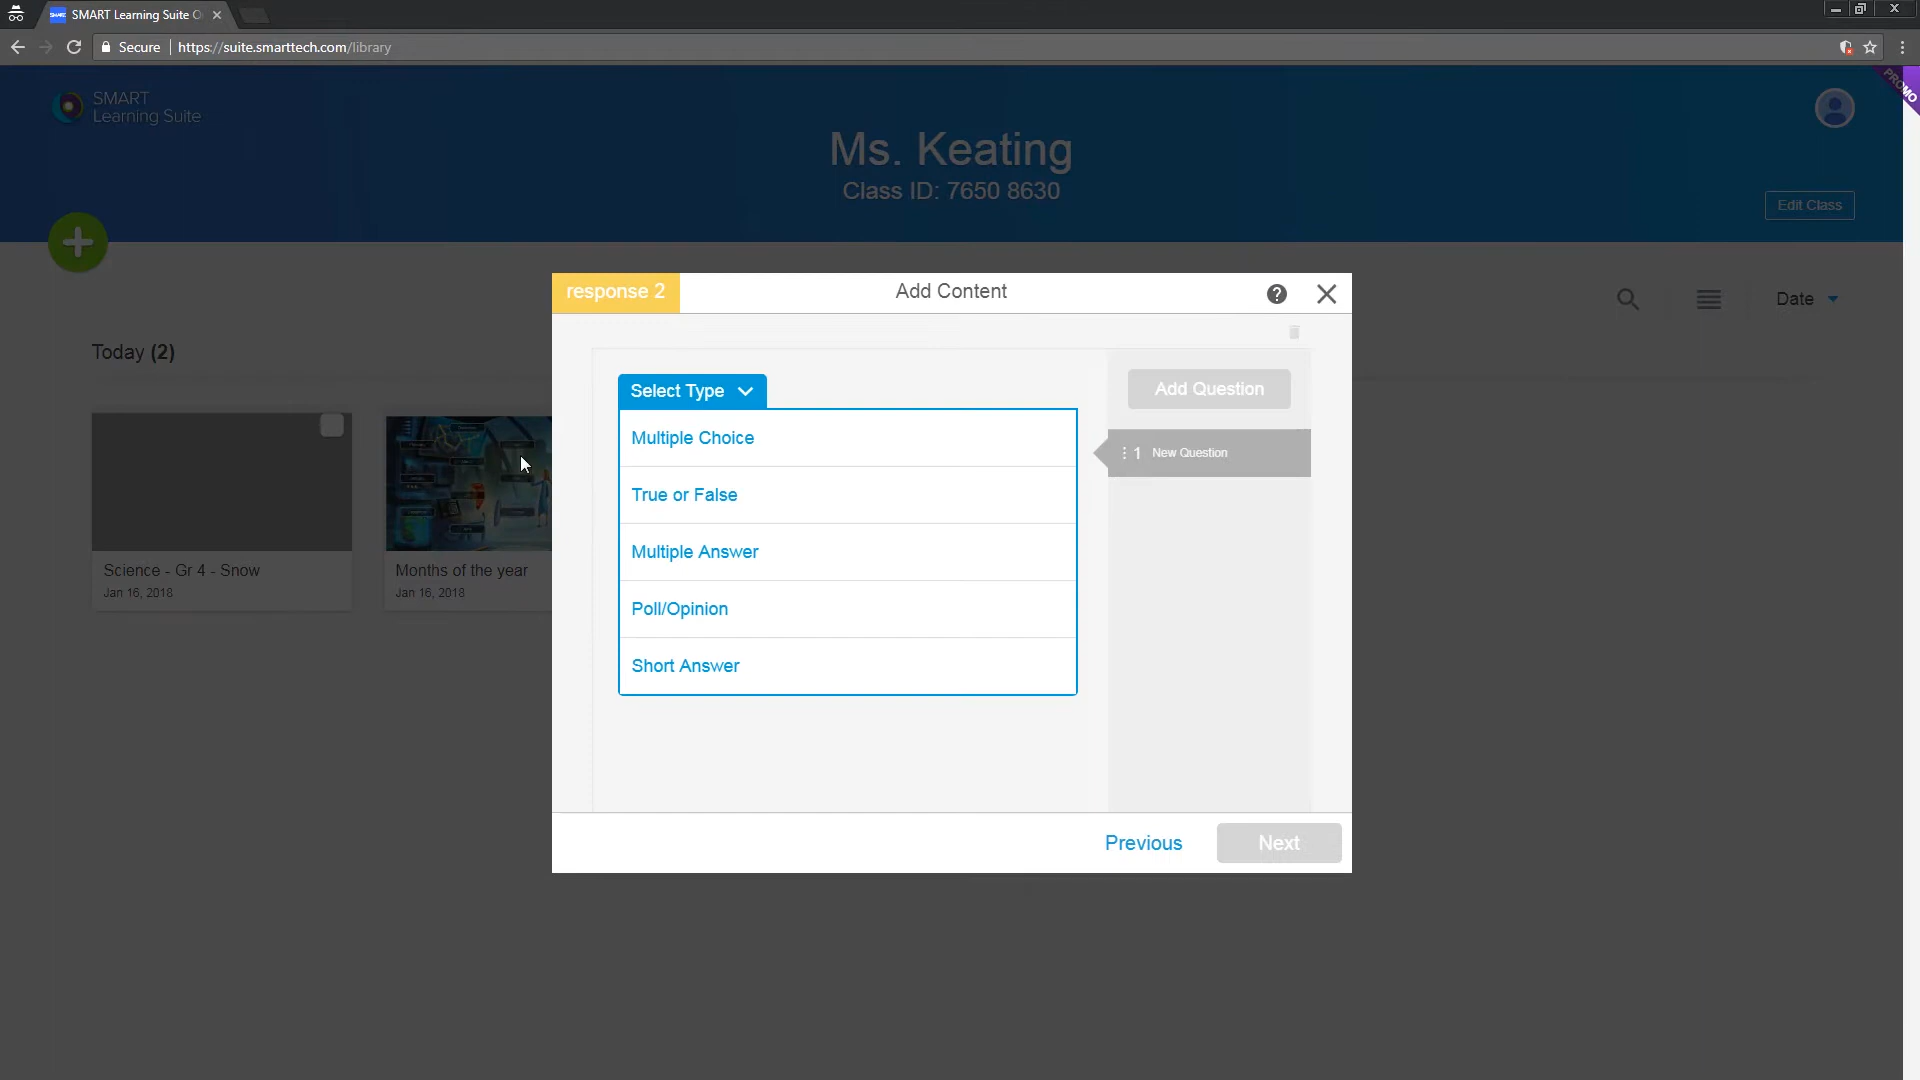 SMART Learning Suite O
Secure https://suite.smarttech.com/library
PROMO
SMART
Learning Suite
Ms. Keating
Class ID: 7650 8630
Edit Class
response 2
Add Content
Date
Today (2)
Select Type
Add Question
Multiple Choice
1 New Question
True or False
Multiple Answer
Science - Gr 4 - Snow
Jan 16, 2018
Months of the year
Jan 16, 2018
Poll/Opinion
Short Answer
Previous
Next